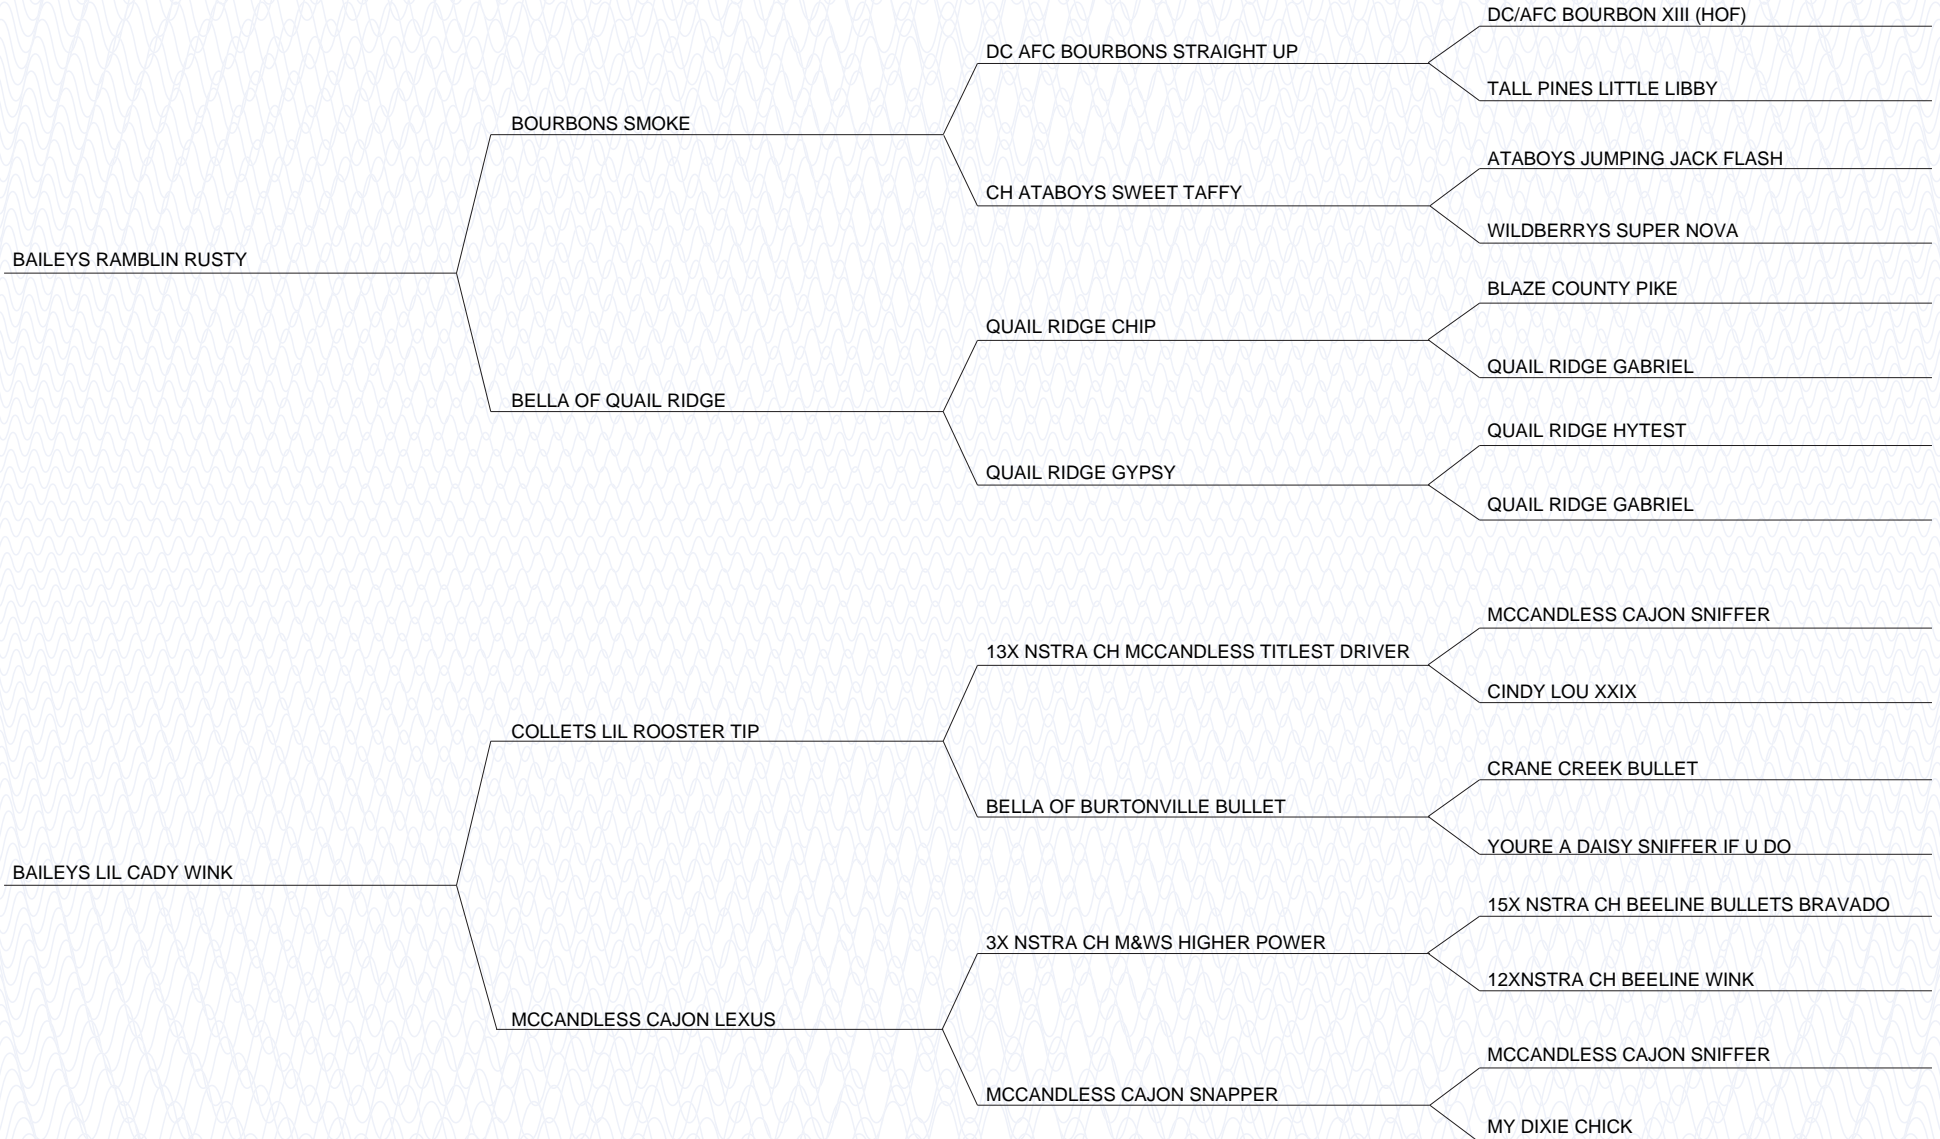 DC/AFC BOURBON XIII (HOF)
DC AFC BOURBONS STRAIGHT UP
TALL PINES LITTLE LIBBY
BOURBONS SMOKE
ATABOYS JUMPING JACK FLASH
CH ATABOYS SWEET TAFFY
WILDBERRYS SUPER NOVA
BAILEYS RAMBLIN RUSTY
BLAZE COUNTY PIKE
QUAIL RIDGE CHIP
QUAIL RIDGE GABRIEL
BELLA OF QUAIL RIDGE
QUAIL RIDGE HYTEST
QUAIL RIDGE GYPSY
QUAIL RIDGE GABRIEL
MCCANDLESS CAJON SNIFFER
13X NSTRA CH MCCANDLESS TITLEST DRIVER
CINDY LOU XXIX
COLLETS LIL ROOSTER TIP
CRANE CREEK BULLET
BELLA OF BURTONVILLE BULLET
YOURE A DAISY SNIFFER IF U DO
BAILEYS LIL CADY WINK
15X NSTRA CH BEELINE BULLETS BRAVADO
3X NSTRA CH M&WS HIGHER POWER
12XNSTRA CH BEELINE WINK
MCCANDLESS CAJON LEXUS
MCCANDLESS CAJON SNIFFER
MCCANDLESS CAJON SNAPPER
MY DIXIE CHICK